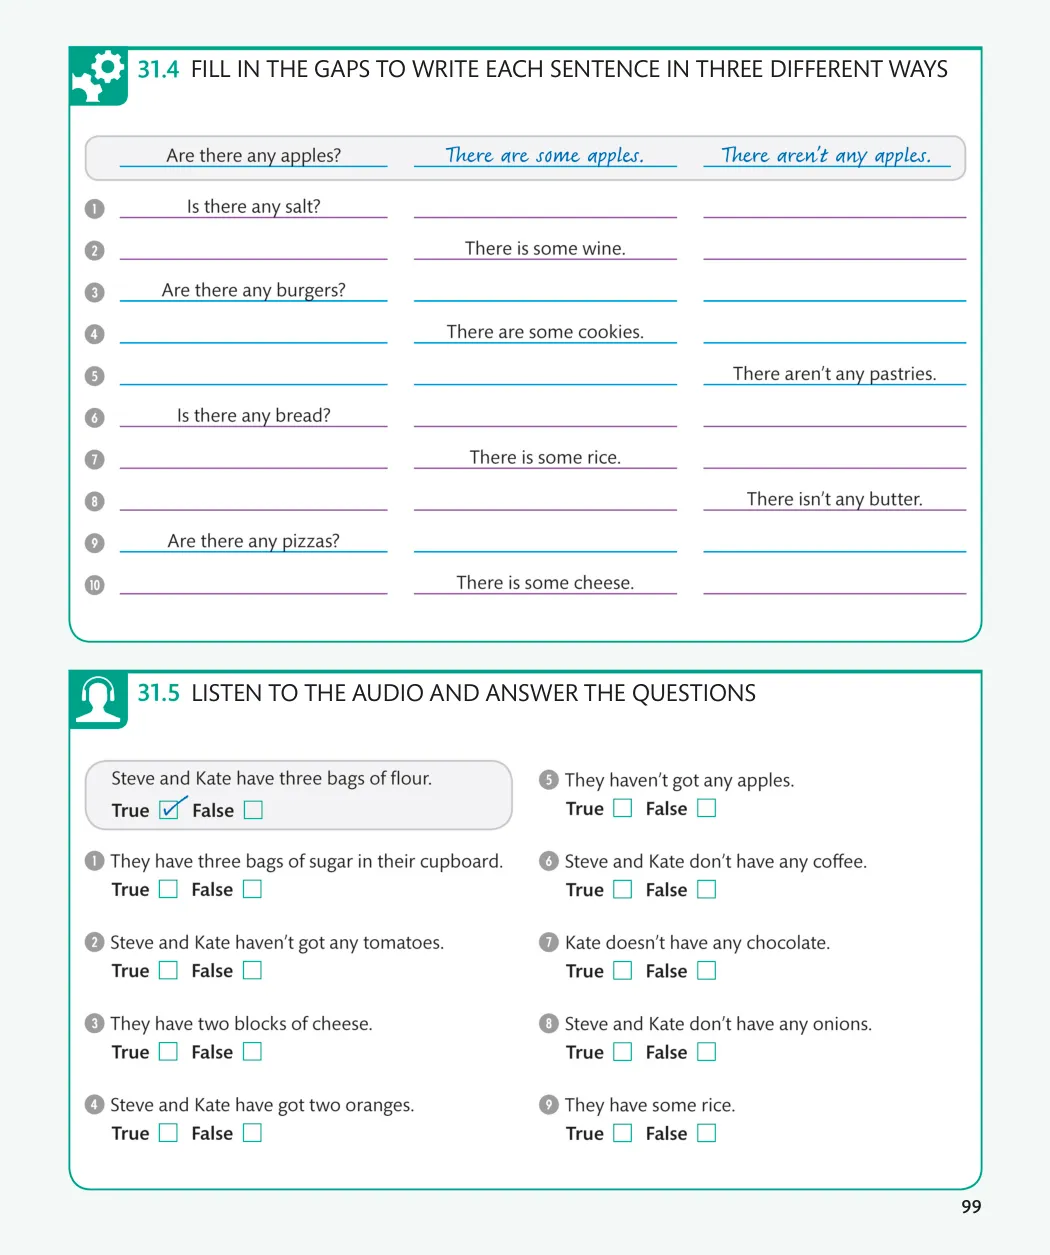 31.4 FILL IN THE GAPS TO WRITE EACH SENTENCE IN THREE DIFFERENT WAYS
Are there any apples? There are some apples. There aren't any apples.
1 Is there any salt?
2 There is some wine.
3 Are there any burgers?
4 There are some cookies.
5 There aren't any pastries.
6 Is there any bread?
7 There is some rice.
8 There isn't any butter.
9 Are there any pizzas?
10 There is some cheese.
31.5 LISTEN TO THE AUDIO AND ANSWER THE QUESTIONS
Steve and Kate have three bags of flour.
True False
1 They have three bags of sugar in their cupboard.
True False
2 Steve and Kate haven't got any tomatoes.
True False
3 They have two blocks of cheese.
True False
4 Steve and Kate have got two oranges.
True False
5 They haven't got any apples.
True False
6 Steve and Kate don't have any coffee.
True False
7 Kate doesn't have any chocolate.
True False
8 Steve and Kate don't have any onions.
True False
9 They have some rice.
True False
99